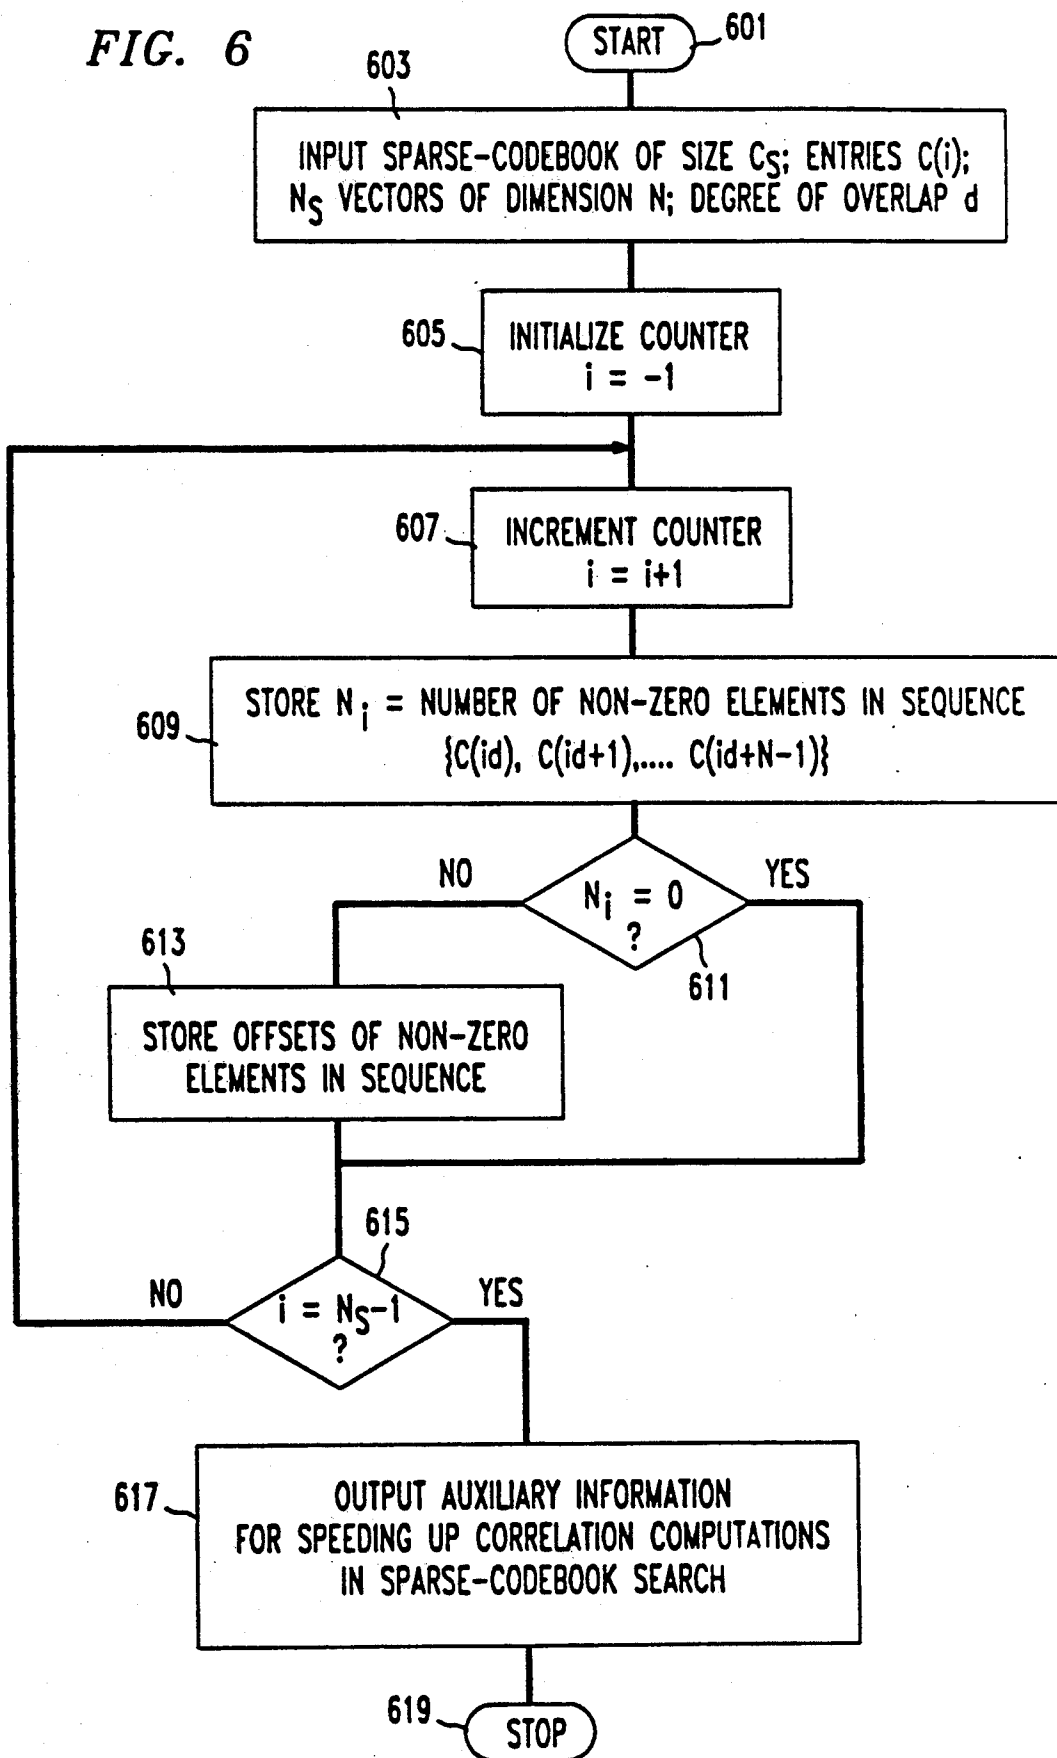 FIG. 6
START
601
603
INPUT SPARSE-CODEBOOK OF SIZE CS; ENTRIES C(i);
NS VECTORS OF DIMENSION N; DEGREE OF OVERLAP d
605
INITIALIZE COUNTER
i = -1
607
INCREMENT COUNTER
i = i+1
609
STORE Ni = NUMBER OF NON-ZERO ELEMENTS IN SEQUENCE
{C(id), C(id+1),.... C(id+N-1)}
NO
YES
Ni = 0
?
611
613
STORE OFFSETS OF NON-ZERO
ELEMENTS IN SEQUENCE
615
NO
YES
i = NS-1
?
617
OUTPUT AUXILIARY INFORMATION
FOR SPEEDING UP CORRELATION COMPUTATIONS
IN SPARSE-CODEBOOK SEARCH
619
STOP